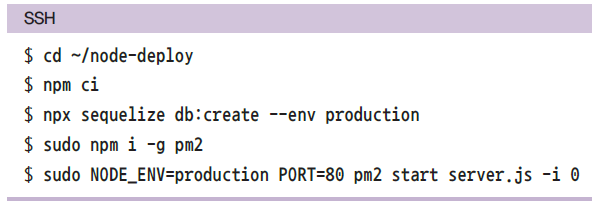 SSH
$ cd ~/node-deploy
$ npm ci
$ npx sequelize db:create --env production
$ sudo npm i -g pm2
$ sudo NODE_ENV=production PORT=80 pm2 start server.js -i 0